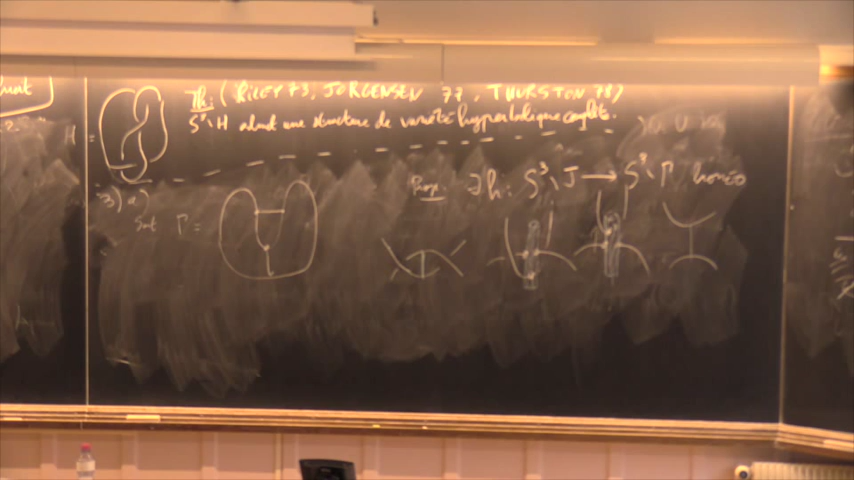 H =
Th: (RILEY 73, JORGENSEN 77, THURSTON 78)
S³\H admet une structure de variété hyperbolique complète.
Prop. ∃h: S³\J → S³\Γ homéo
3) a)
Soit Γ =